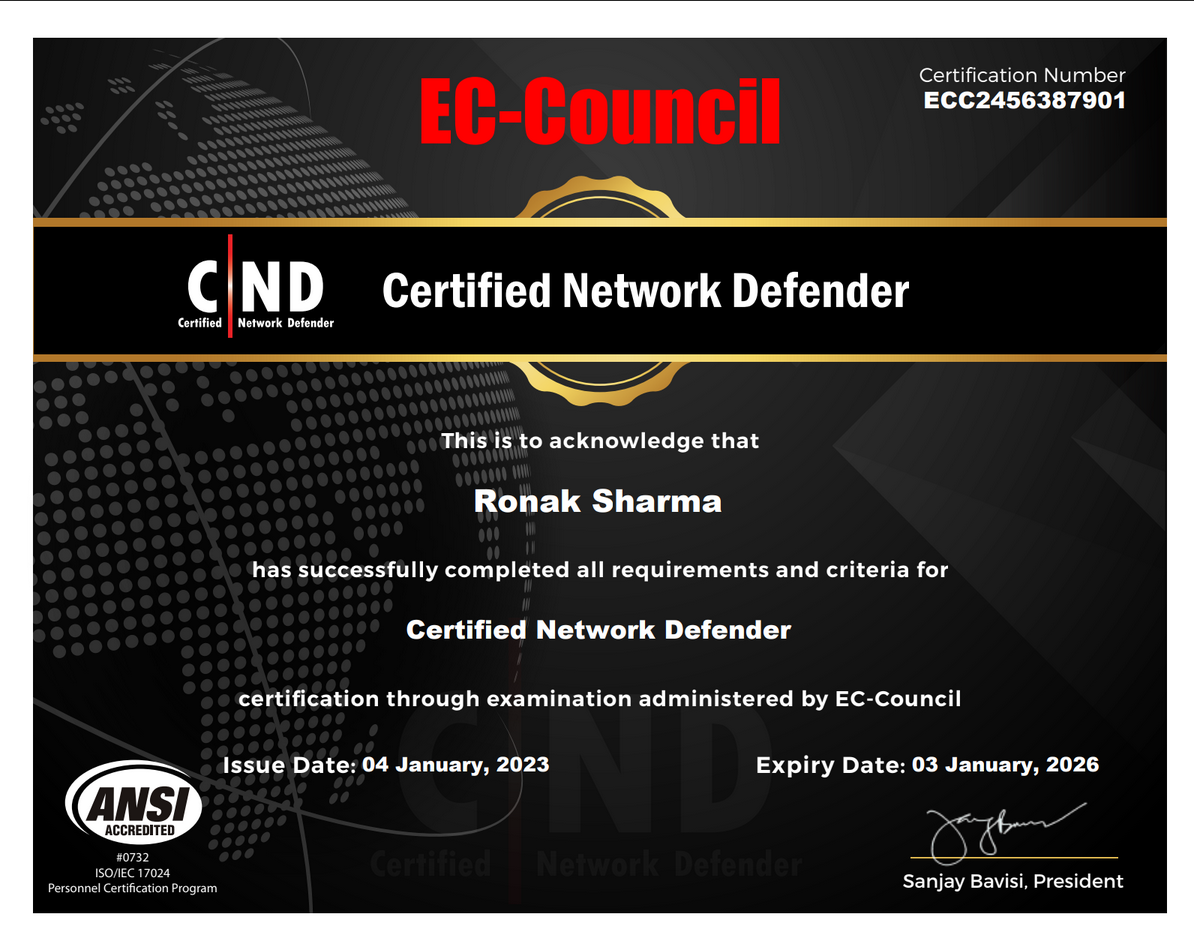 EC-Council
Certification Number
ECC2456387901
C|ND
Certified Network Defender
Certified Network Defender
This is to acknowledge that
Ronak Sharma
has successfully completed all requirements and criteria for
Certified Network Defender
certification through examination administered by EC-Council
Issue Date: 04 January, 2023
Expiry Date: 03 January, 2026
CND
Certified Network Defender
ANSI
ACCREDITED
#0732
ISO/IEC 17024
Personnel Certification Program
Sanjay Bavisi, President